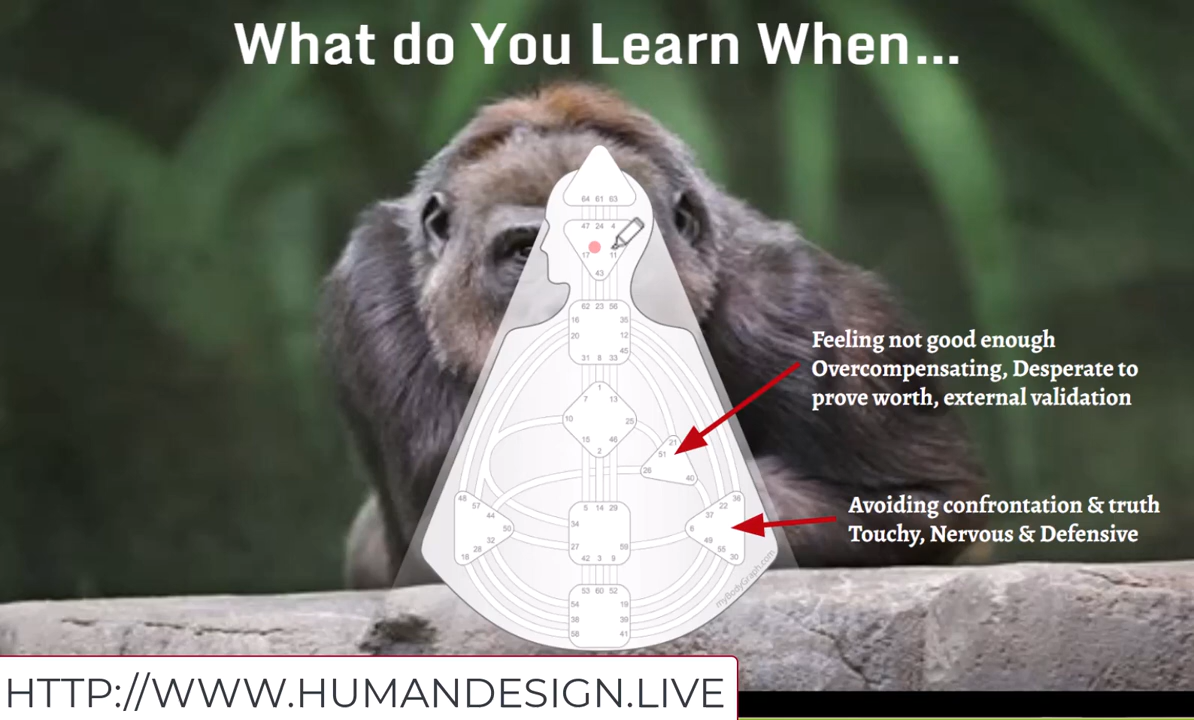 What do You Learn When...
64 61 63
47 24 4
17 11
43
62 23 56
16 35
20 12
45
31 8 33
1
7 13
10 25
15 46
2
21
51
26 40
48 36
57 22
44 37
50 6
32 49
28 55
18 30
5 14 29
34
27 59
42 3 9
53 60 52
54 19
38 39
58 41
myBodyGraph.com
Feeling not good enough
Overcompensating, Desperate to
prove worth, external validation
Avoiding confrontation & truth
Touchy, Nervous & Defensive
HTTP://WWW.HUMANDESIGN.LIVE